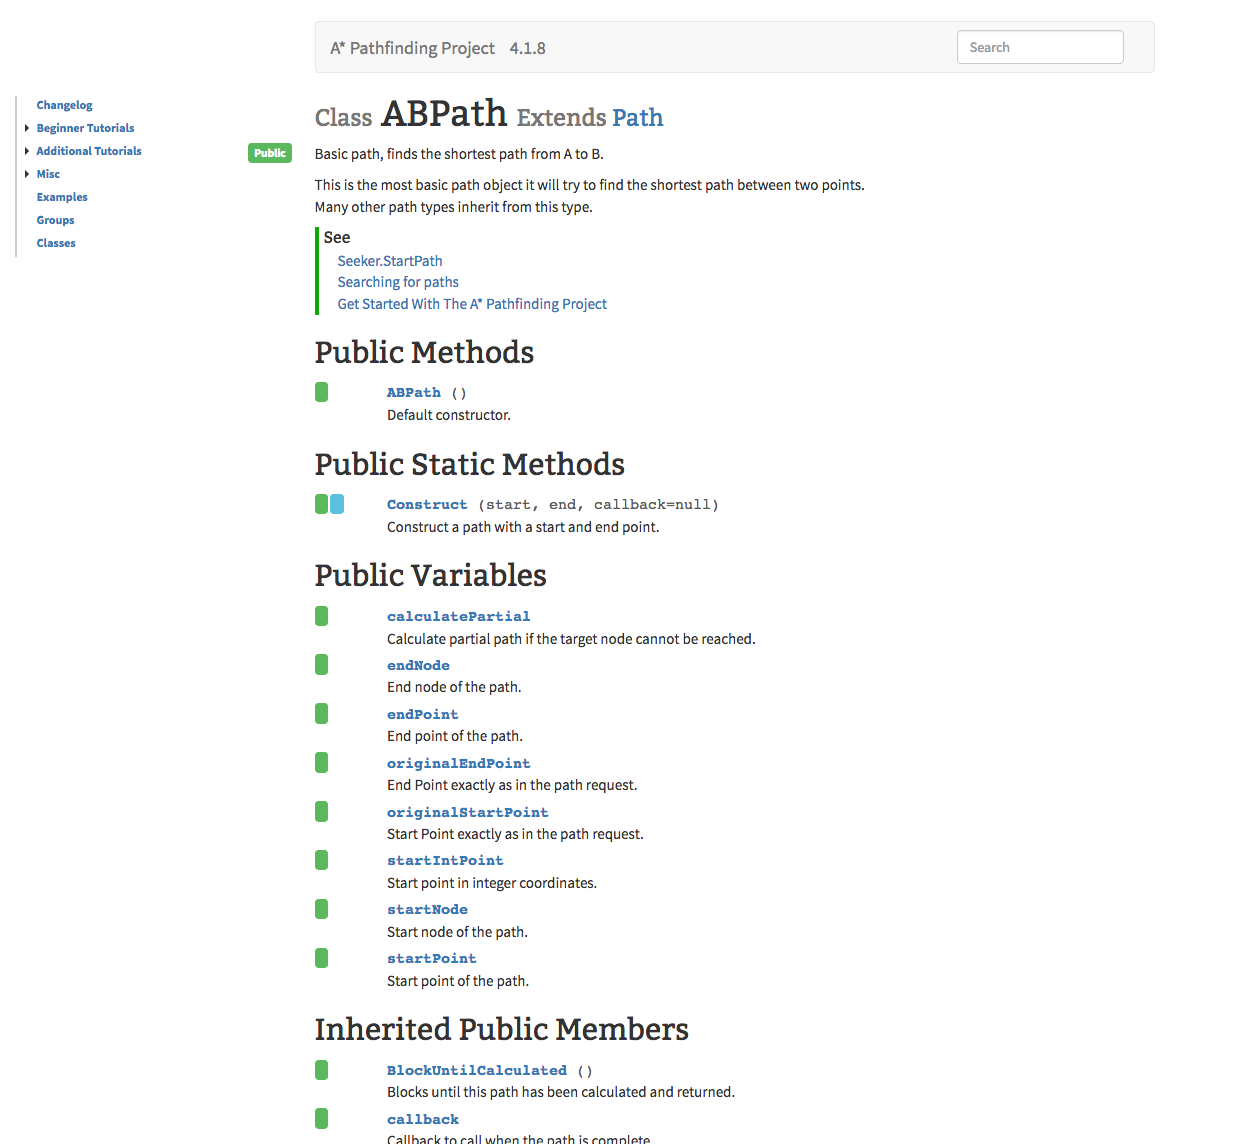 A* Pathfinding Project 4.1.8
Search
Changelog
Beginner Tutorials
Additional Tutorials
Misc
Examples
Groups
Classes
Class ABPath Extends Path
Public
Basic path, finds the shortest path from A to B.
This is the most basic path object it will try to find the shortest path between two points.
Many other path types inherit from this type.
See
Seeker.StartPath
Searching for paths
Get Started With The A* Pathfinding Project
Public Methods
ABPath ()
Default constructor.
Public Static Methods
Construct (start, end, callback=null)
Construct a path with a start and end point.
Public Variables
calculatePartial
Calculate partial path if the target node cannot be reached.
endNode
End node of the path.
endPoint
End point of the path.
originalEndPoint
End Point exactly as in the path request.
originalStartPoint
Start Point exactly as in the path request.
startIntPoint
Start point in integer coordinates.
startNode
Start node of the path.
startPoint
Start point of the path.
Inherited Public Members
BlockUntilCalculated ()
Blocks until this path has been calculated and returned.
callback
Callback to call when the path is complete